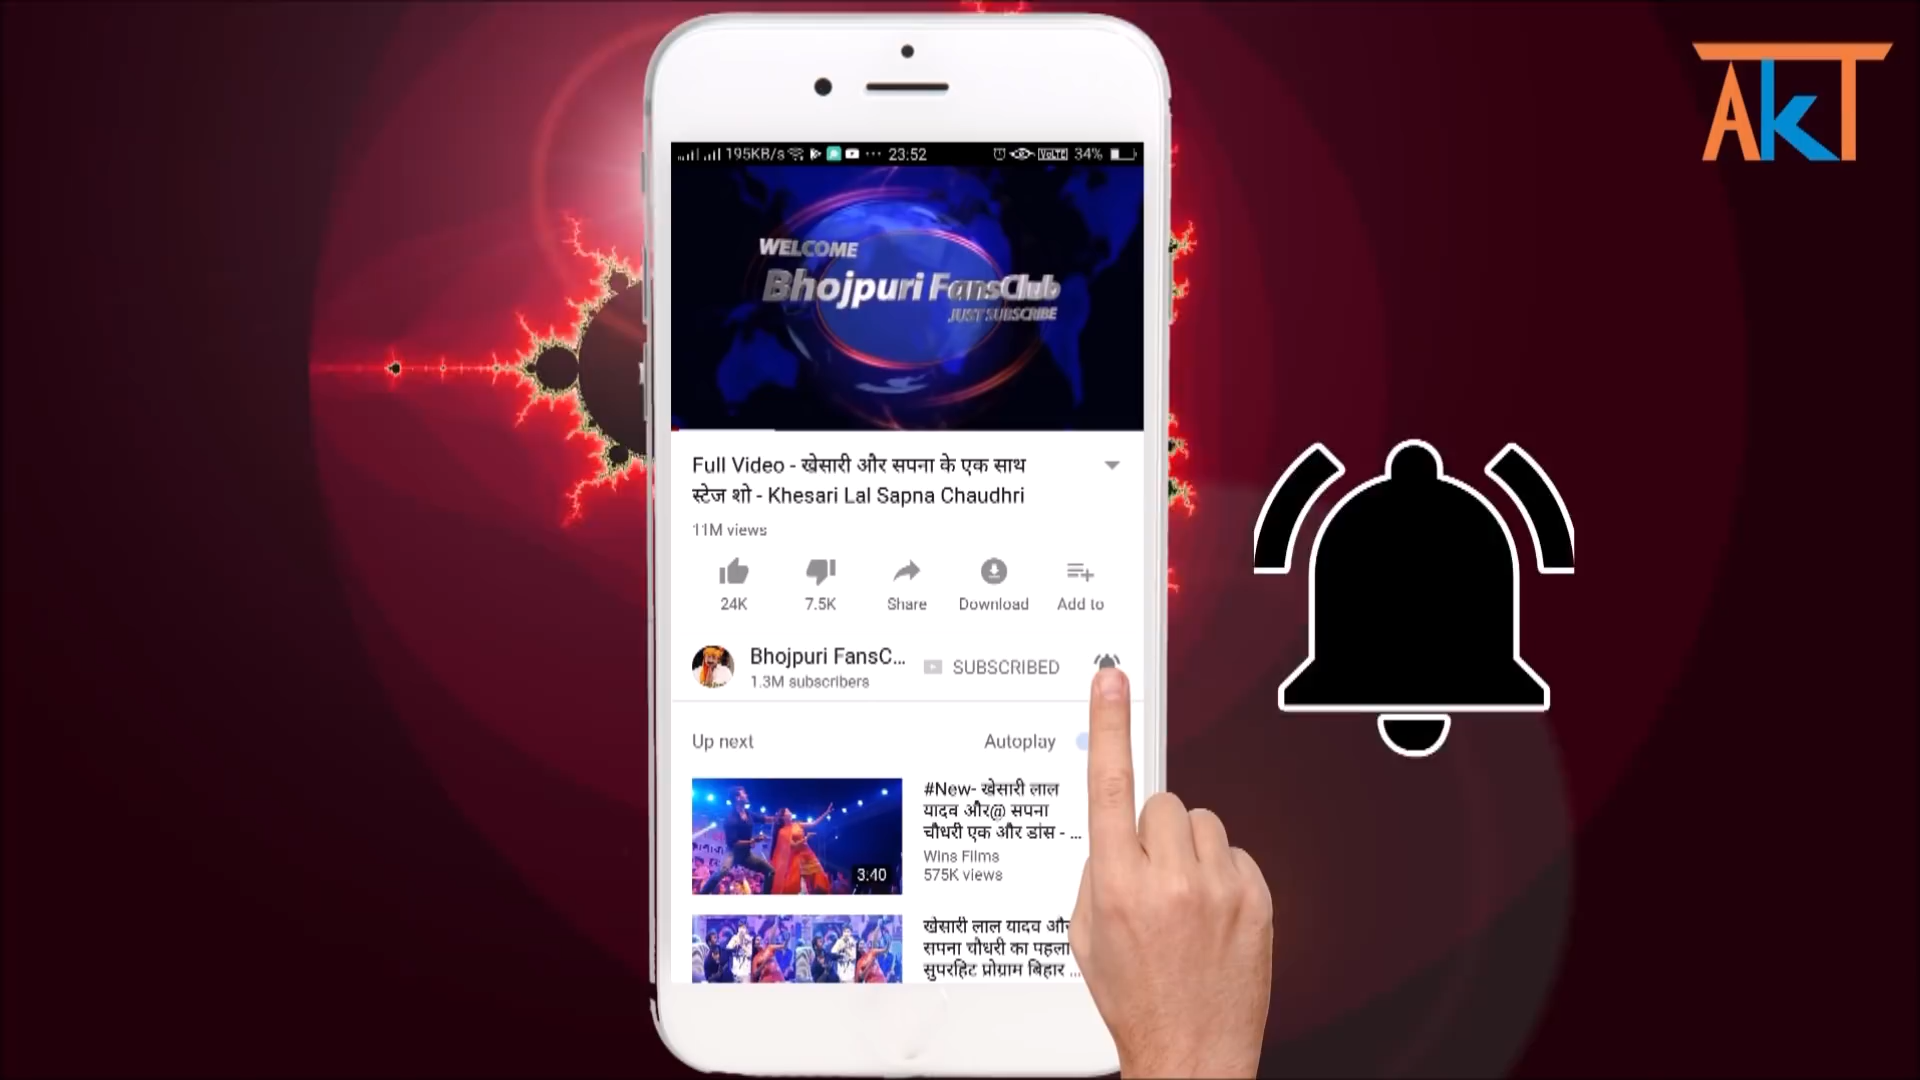 AKT
195KB/s ... 23:52 VoLTE 34%
WELCOME
Bhojpuri FansClub
JUST SUBSCRIBE
Full Video - खेसारी और सपना के एक साथ
स्टेज शो - Khesari Lal Sapna Chaudhri
11M views
24K 7.5K Share Download Add to
Bhojpuri FansC...
1.3M subscribers
SUBSCRIBED
Up next Autoplay
3:40
#New- खेसारी लाल
यादव और@ सपना
चौधरी एक और डांस - ...
Wins Films
575K views
खेसारी लाल यादव और
सपना चौधरी का पहला
सुपरहिट प्रोग्राम बिहार ...